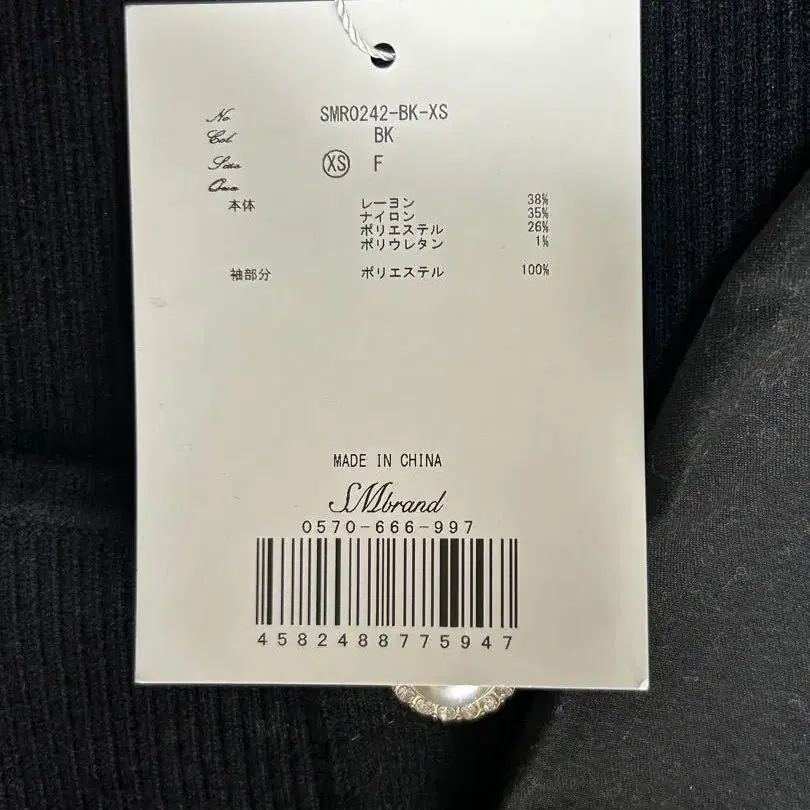 No. SMR0242-BK-XS
Col BK
Size XS F
本体 レーヨン 38%
ナイロン 35%
ポリエステル 26%
ポリウレタン 1%
袖部分 ポリエステル 100%
MADE IN CHINA
SMbrand
0570-666-997
4582488775947